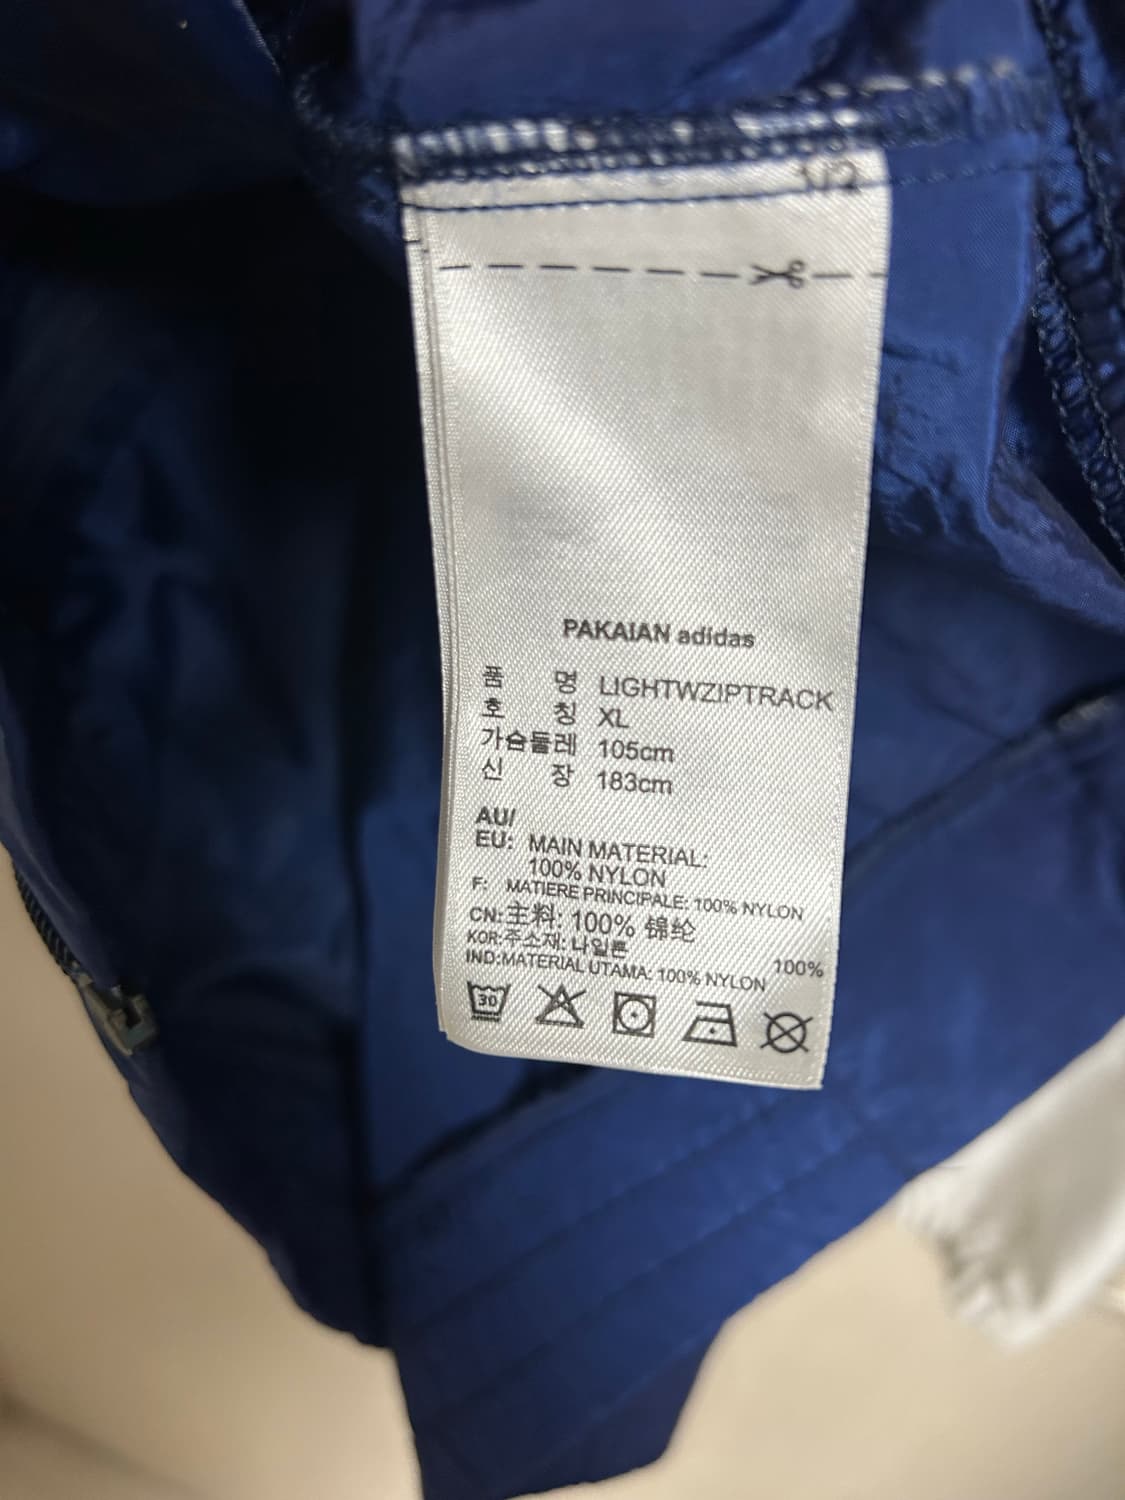 1/2
PAKAIAN adidas
품 명 LIGHTWZIPTRACK
호 칭 XL
가슴둘레 105cm
신 장 183cm
AU/
EU: MAIN MATERIAL:
100% NYLON
F: MATIERE PRINCIPALE: 100% NYLON
CN:主料: 100% 锦纶
KOR:주소재: 나일론 100%
IND:MATERIAL UTAMA: 100% NYLON
30